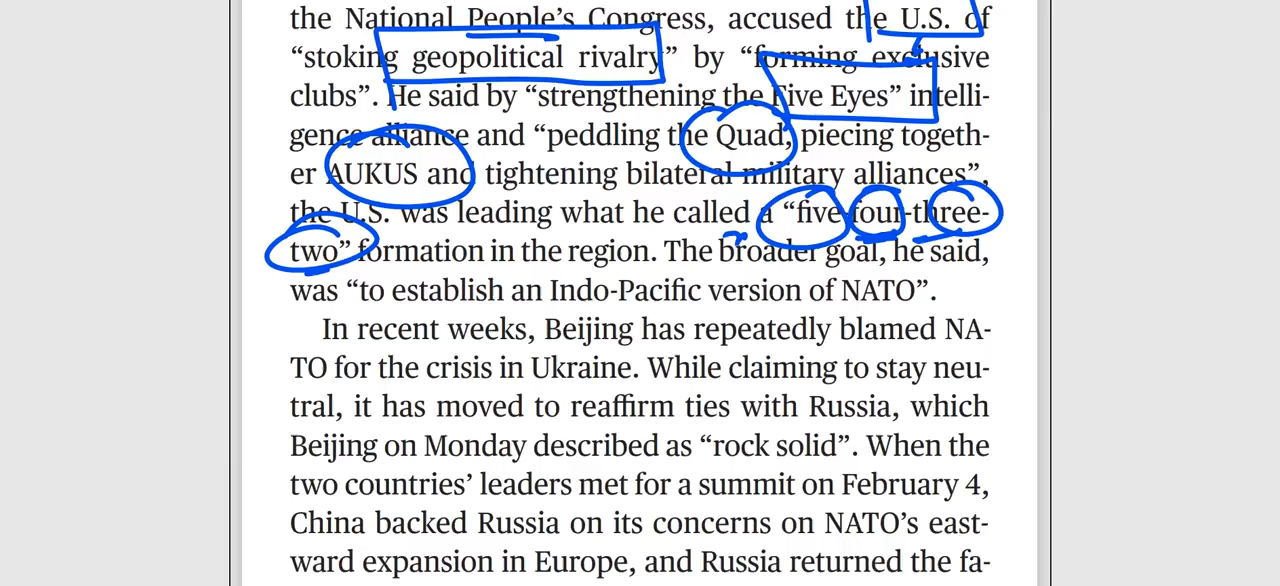 the National People’s Congress, accused the U.S. of
“stoking geopolitical rivalry” by “forming exclusive
clubs”. He said by “strengthening the Five Eyes” intelli-
gence alliance and “peddling the Quad, piecing togeth-
er AUKUS and tightening bilateral military alliances”,
the U.S. was leading what he called a “five-four-three-
two” formation in the region. The broader goal, he said,
was “to establish an Indo-Pacific version of NATO”.
In recent weeks, Beijing has repeatedly blamed NA-
TO for the crisis in Ukraine. While claiming to stay neu-
tral, it has moved to reaffirm ties with Russia, which
Beijing on Monday described as “rock solid”. When the
two countries’ leaders met for a summit on February 4,
China backed Russia on its concerns on NATO’s east-
ward expansion in Europe, and Russia returned the fa-